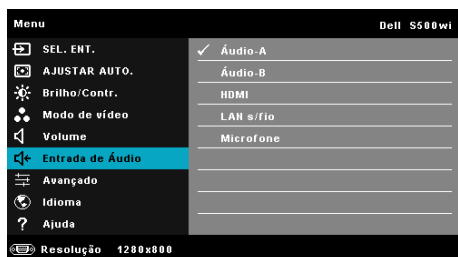 Menu
Dell S500wi
SEL. ENT.
AJUSTAR AUTO.
Brilho/Contr.
Modo de vídeo
Volume
Entrada de Áudio
Avançado
Idioma
? Ajuda
✓ Áudio-A
Áudio-B
HDMI
LAN s/fio
Microfone
Resolução 1280x800